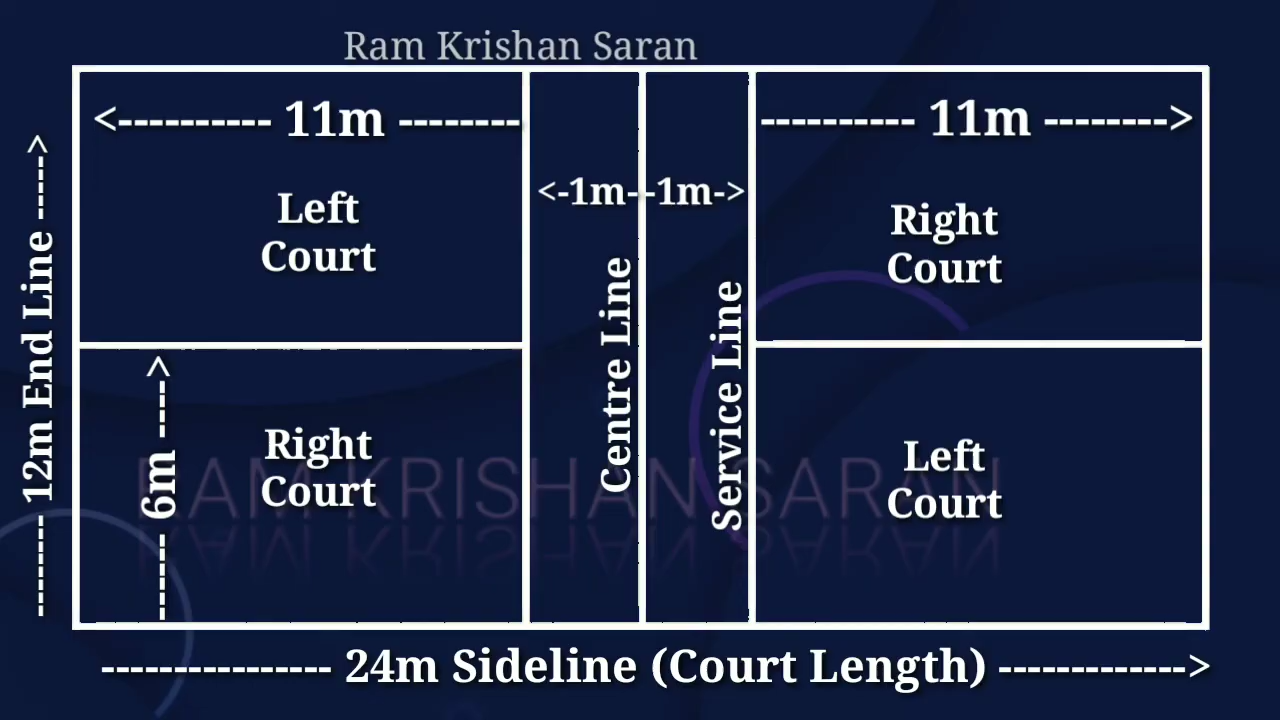 Ram Krishan Saran
<---------- 11m --------
---------- 11m -------->
<-1m-
-1m->
Left
Court
Right
Court
--------- 12m End Line ----->
Centre Line
Service Line
------ 6m ---->
Right
Court
Left
Court
RAM KRISHAN SARAN
---------------- 24m Sideline (Court Length) ------------->